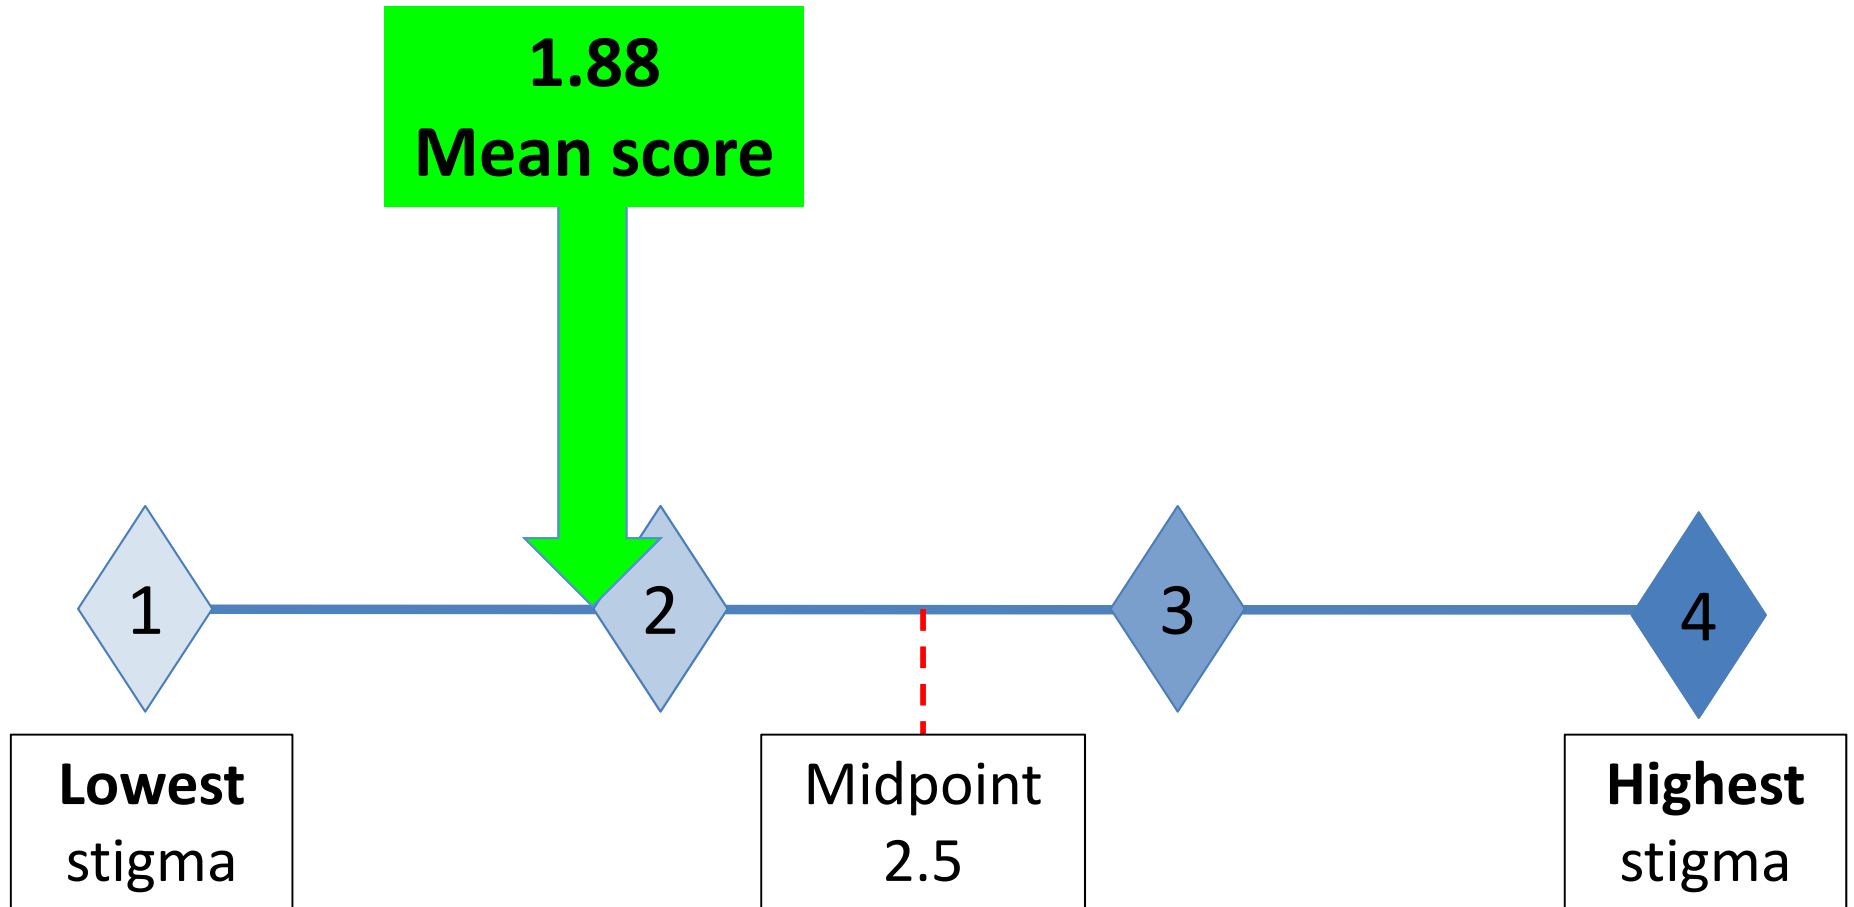 1.88
Mean score
1
2
3
4
Lowest
stigma
Midpoint
2.5
Highest
stigma